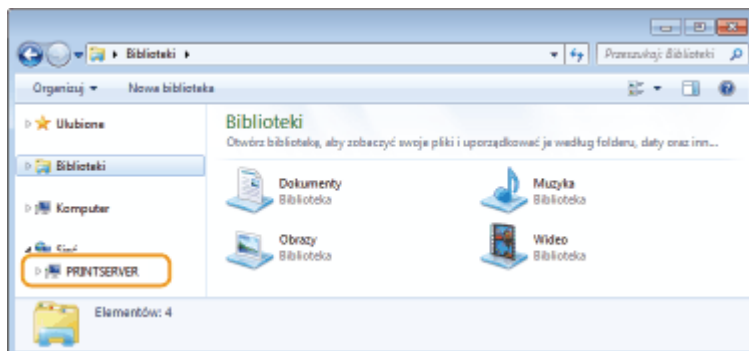 Biblioteki
Przeszukaj: Biblioteki
Organizuj
Nowa biblioteka
Ulubione
Biblioteki
Komputer
Sieć
PRINTSERVER
Biblioteki
Otwórz bibliotekę, aby zobaczyć swoje pliki i uporządkować je według folderu, daty oraz inn...
Dokumenty
Biblioteka
Muzyka
Biblioteka
Obrazy
Biblioteka
Wideo
Biblioteka
Elementów: 4